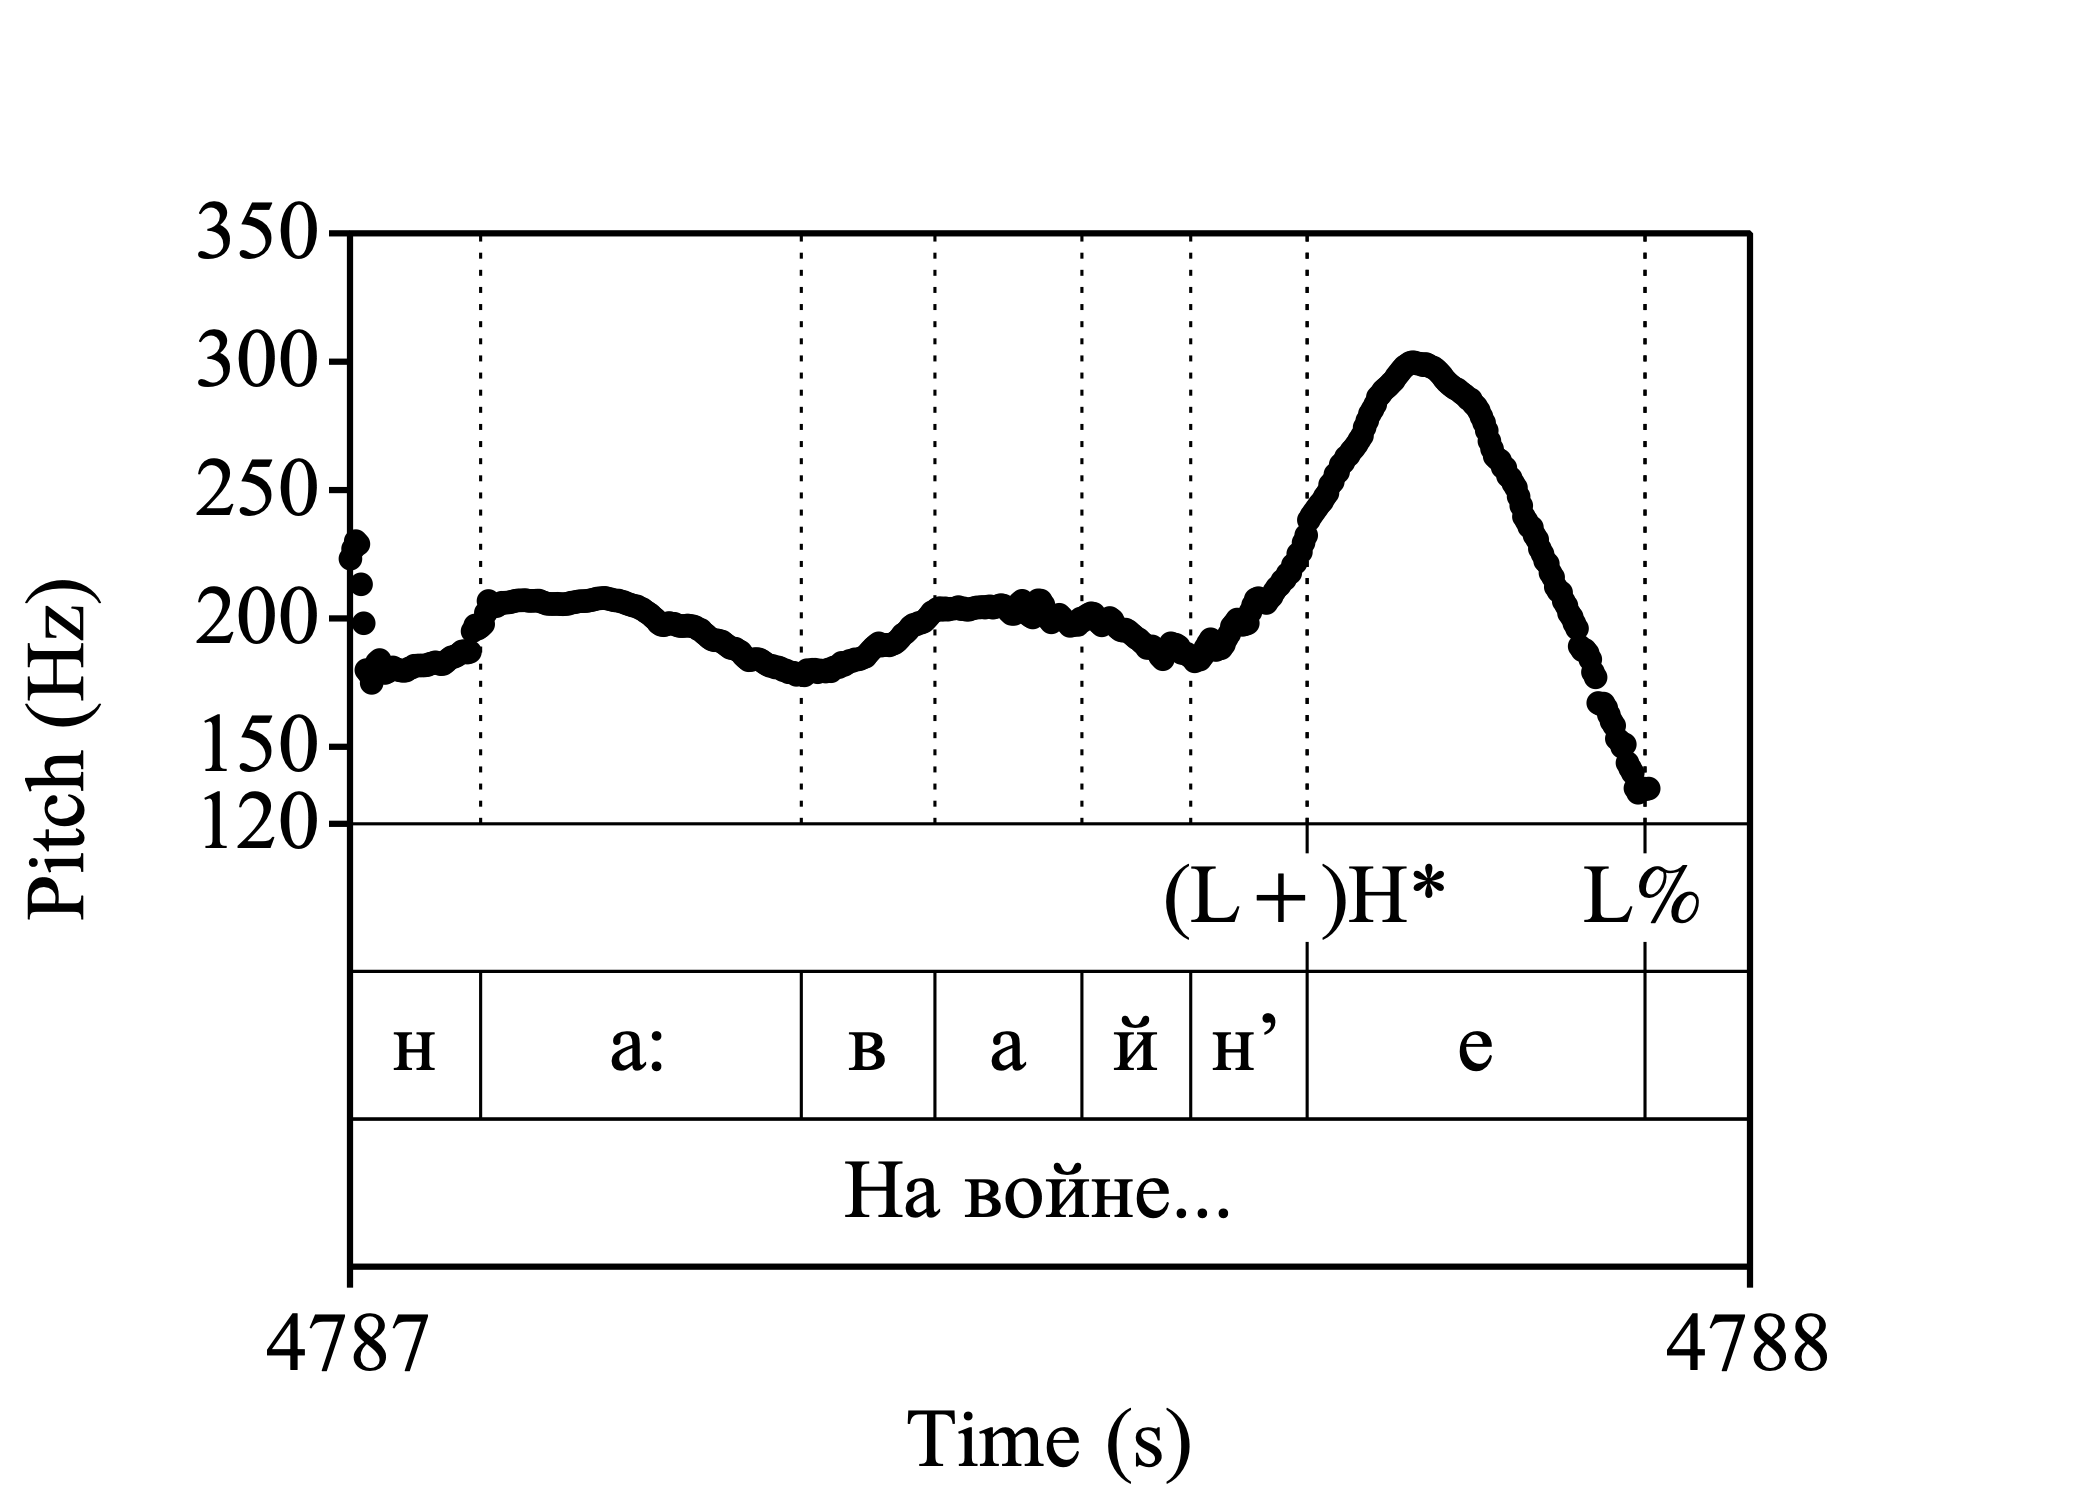 350
300
250
200
150
120
Pitch (Hz)
(L+)H* L%
н а: в а й н’ е
На войне...
4787 4788
Time (s)